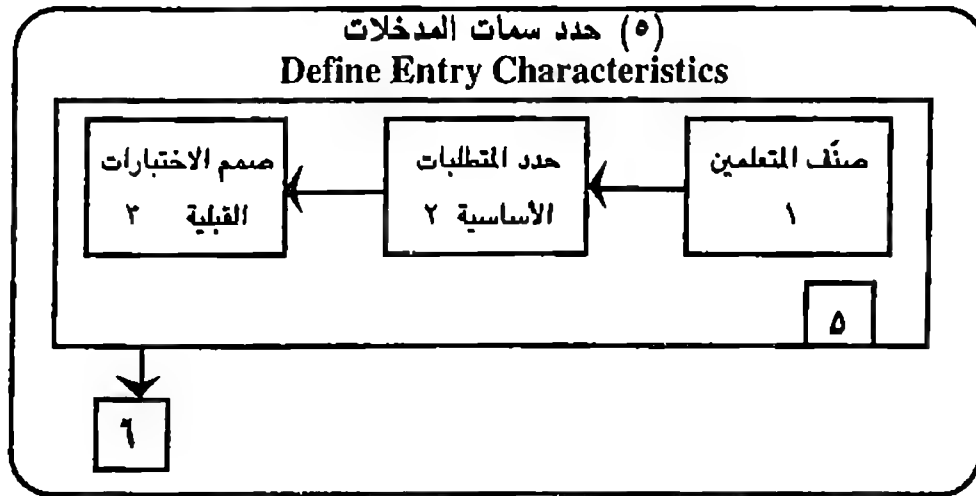 (٥) حدد سمات المدخلات
Define Entry Characteristics
صنّف المتعلمين
١
حدد المتطلبات
الأساسية ٢
صمم الاختبارات
القبلية ٣
٥
٦